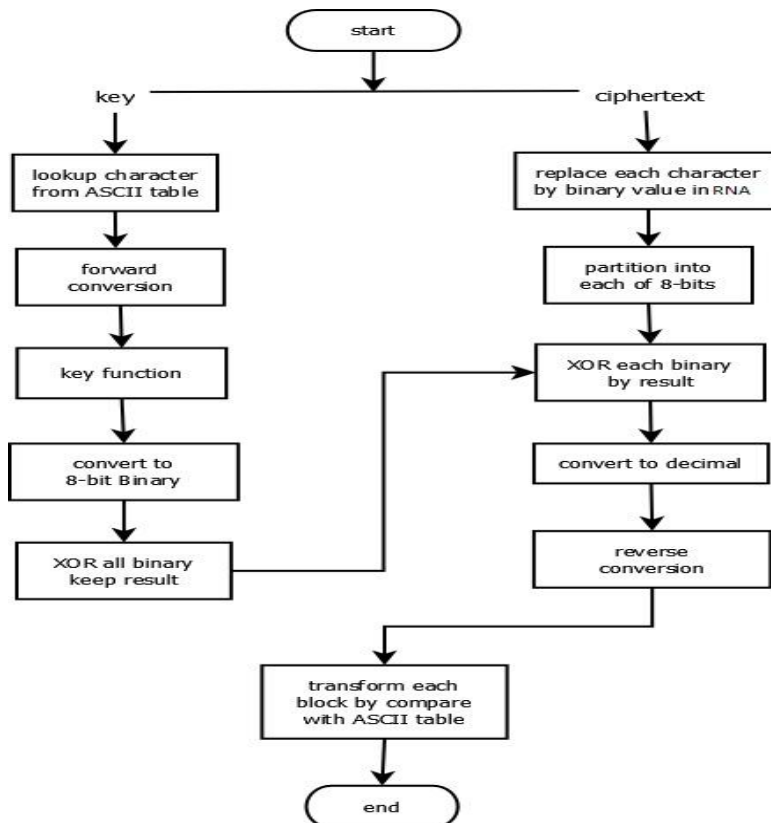 start
key
ciphertext
lookup character
from ASCII table
replace each character
by binary value in RNA
forward
conversion
partition into
each of 8-bits
key function
XOR each binary
by result
convert to
8-bit Binary
convert to decimal
XOR all binary
keep result
reverse
conversion
transform each
block by compare
with ASCII table
end